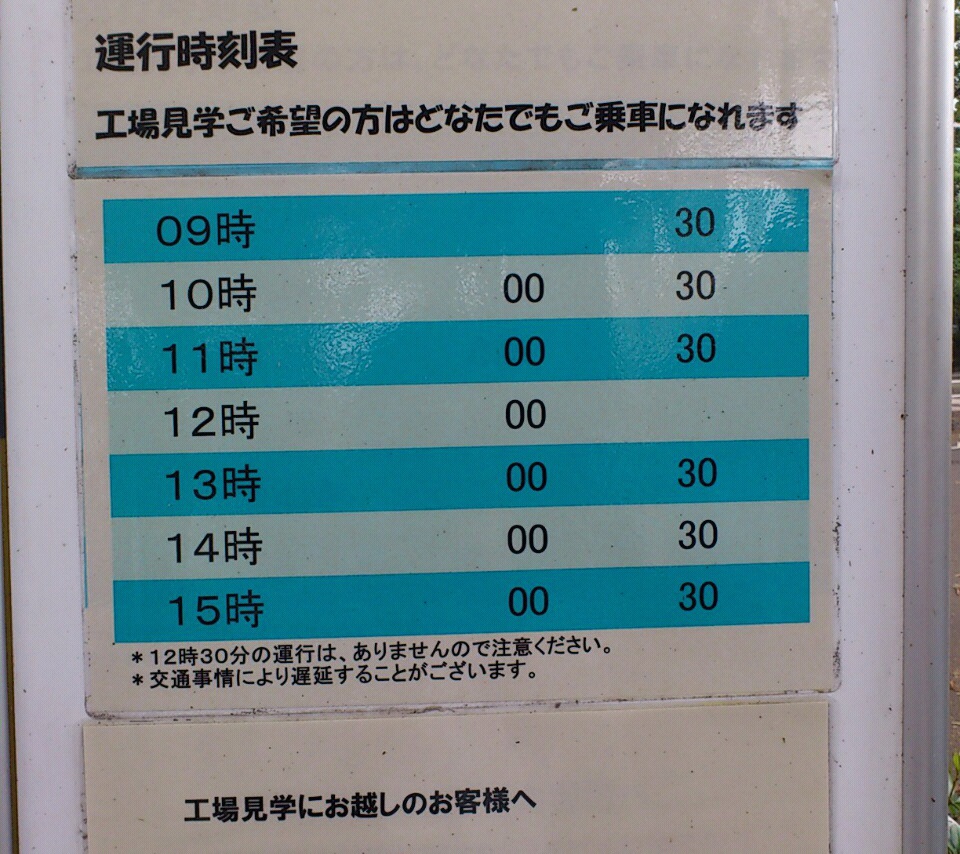 運行時刻表
工場見学ご希望の方はどなたでもご乗車になれます
09時 30
10時 00 30
11時 00 30
12時 00
13時 00 30
14時 00 30
15時 00 30
＊12時30分の運行は、ありませんので注意ください。
＊交通事情により遅延することがございます。
工場見学にお越しのお客様へ